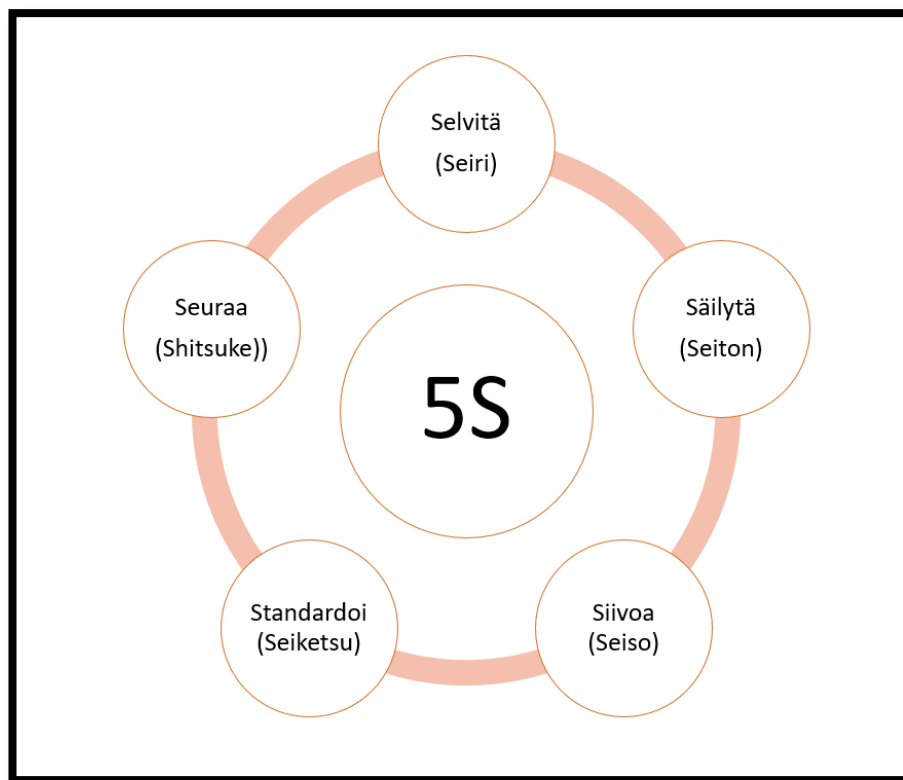 Selvitä
(Seiri)
Säilytä
(Seiton)
Siivoa
(Seiso)
Standardoi
(Seiketsu)
Seuraa
(Shitsuke))
5S